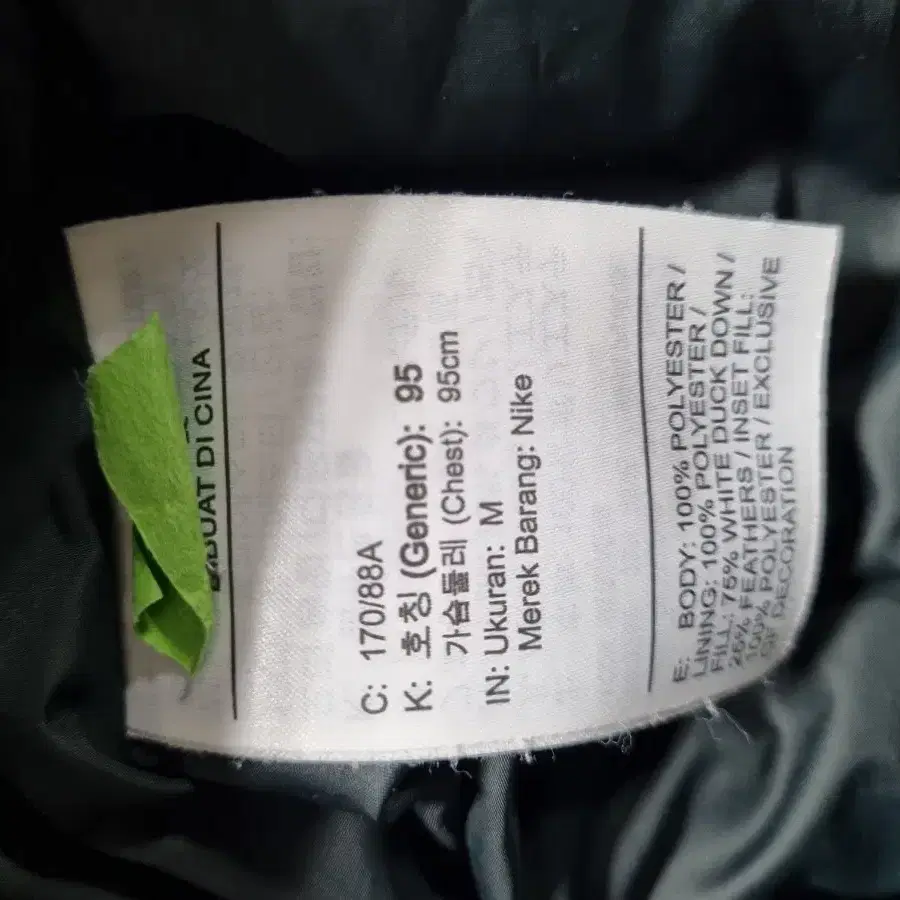 DIBUAT DI CINA
C: 170/88A
K: 호칭 (Generic): 95
가슴둘레 (Chest): 95cm
IN: Ukuran: M
Merek Barang: Nike
E: BODY: 100% POLYESTER /
LINING: 100% POLYESTER /
FILL: 75% WHITE DUCK DOWN /
25% FEATHERS / INSET FILL:
100% POLYESTER / EXCLUSIVE
OF DECORATION